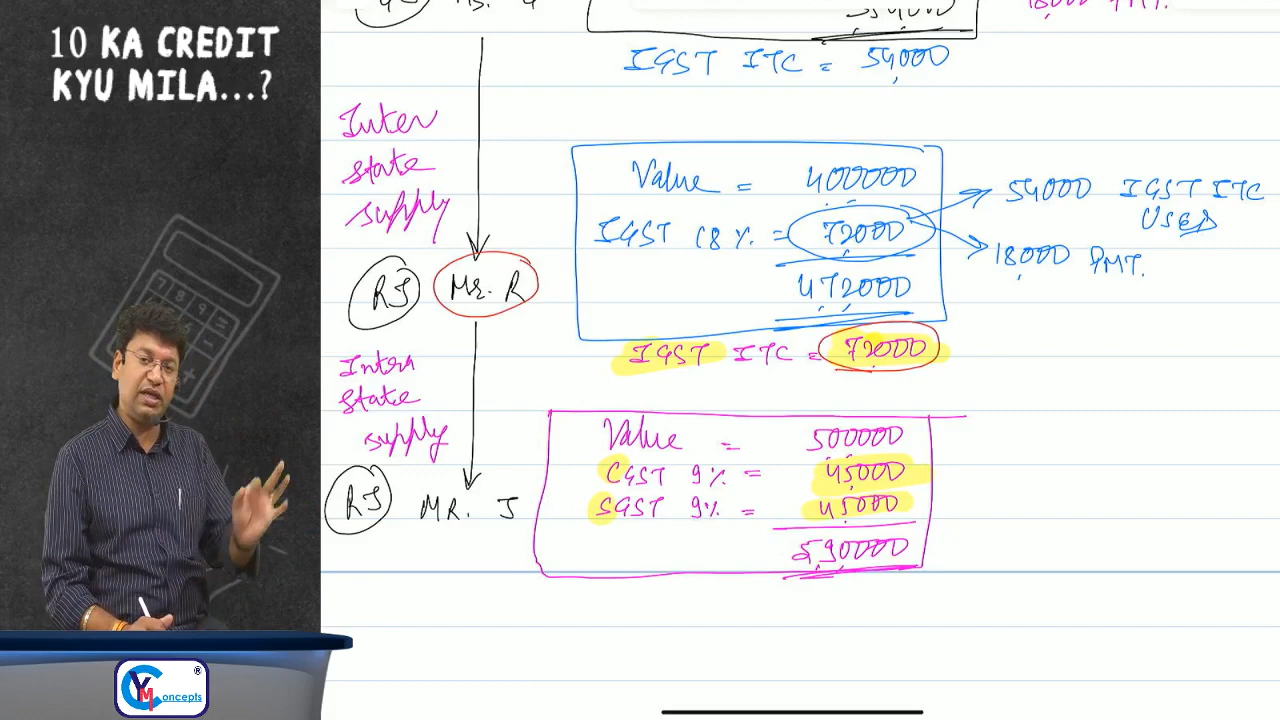 10 KA CREDIT
KYU MILA...?
IGST ITC = 54000
Inter
state
supply
Value = 400000
IGST 18 % = 72000
472000
54000 IGST ITC
USED
18000 PMT.
RJ Mr. R
IGST ITC = 72000
Intra
state
supply
Value = 500000
CGST 9% = 45000
SGST 9% = 45000
590000
RJ MR. J
CYM Concepts
®